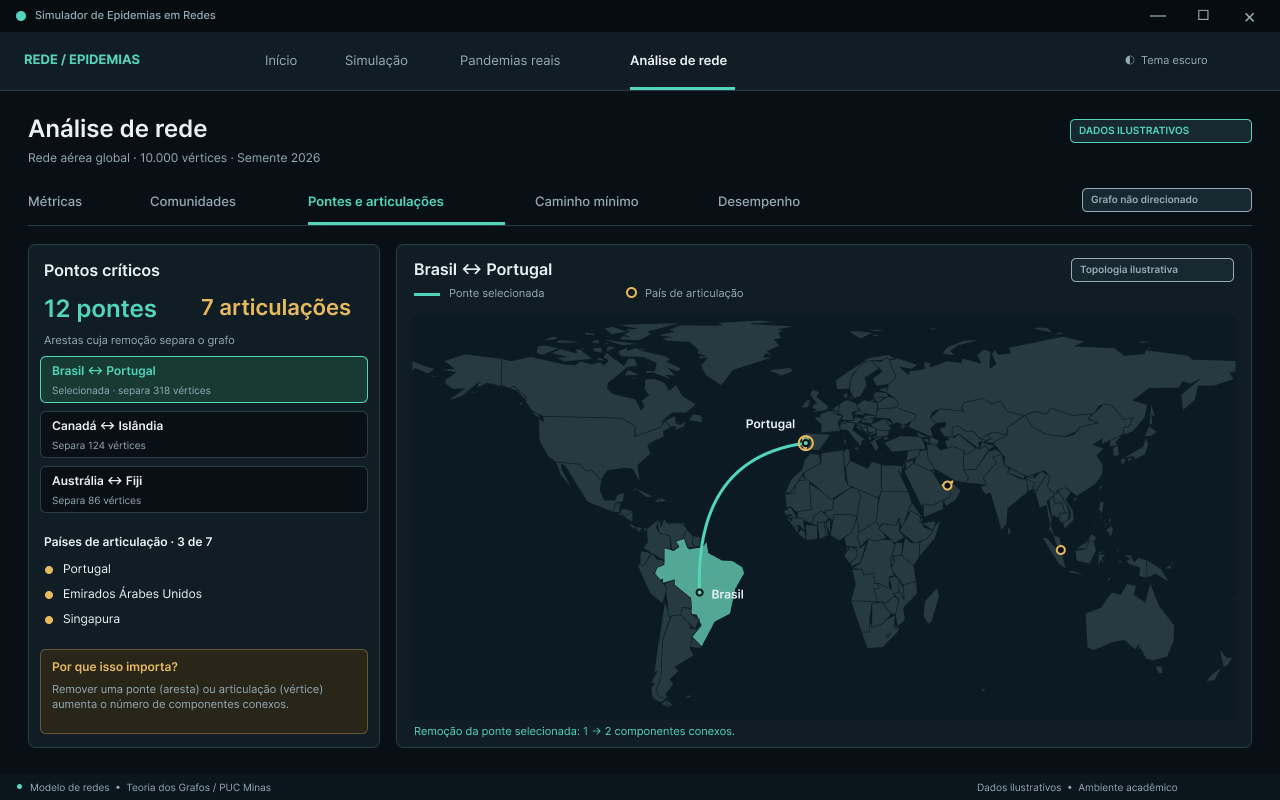 Simulador de Epidemias em Redes
REDE / EPIDEMIAS
Início
Simulação
Pandemias reais
Análise de rede
Tema escuro
Análise de rede
DADOS ILUSTRATIVOS
Rede aérea global · 10.000 vértices · Semente 2026
Métricas
Comunidades
Pontes e articulações
Caminho mínimo
Desempenho
Grafo não direcionado
Pontos críticos
12 pontes
7 articulações
Arestas cuja remoção separa o grafo
Brasil ↔ Portugal
Selecionada · separa 318 vértices
Canadá ↔ Islândia
Separa 124 vértices
Austrália ↔ Fiji
Separa 86 vértices
Países de articulação · 3 de 7
Portugal
Emirados Árabes Unidos
Singapura
Por que isso importa?
Remover uma ponte (aresta) ou articulação (vértice)
aumenta o número de componentes conexos.
Brasil ↔ Portugal
Topologia ilustrativa
Ponte selecionada
País de articulação
Portugal
Brasil
Remoção da ponte selecionada: 1 → 2 componentes conexos.
Modelo de redes • Teoria dos Grafos / PUC Minas
Dados ilustrativos • Ambiente acadêmico